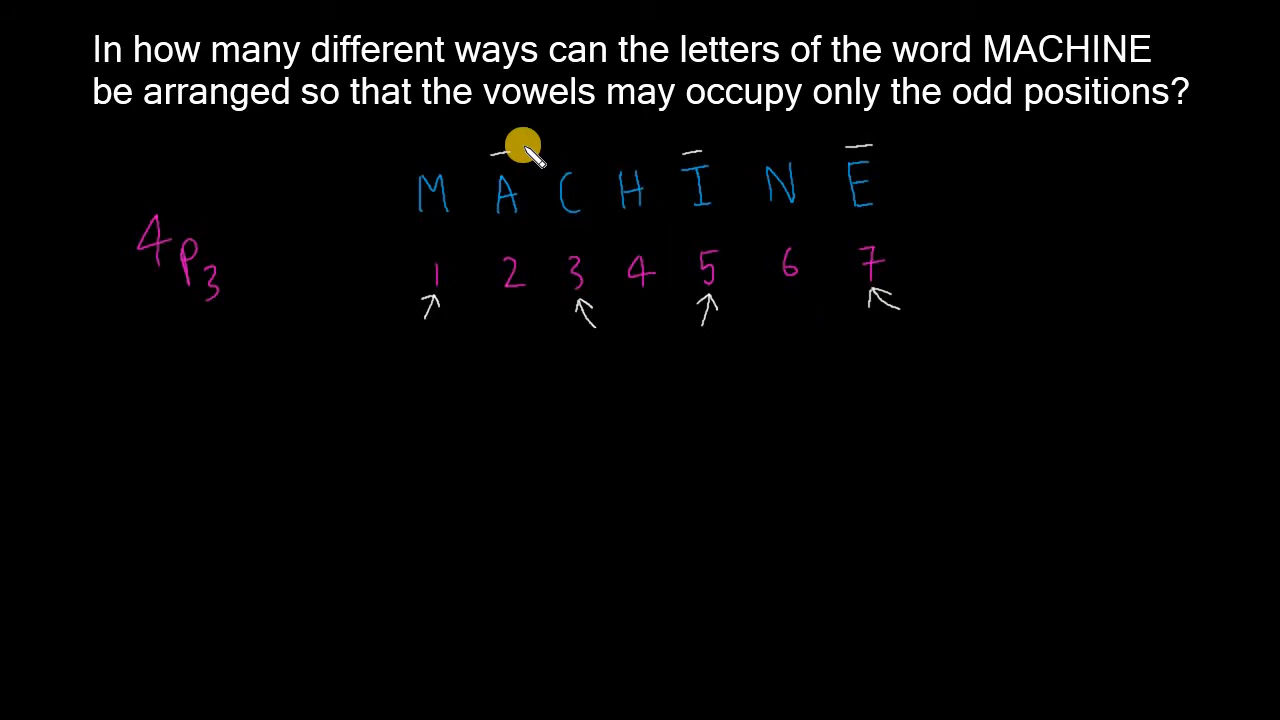 In how many different ways can the letters of the word MACHINE
be arranged so that the vowels may occupy only the odd positions?
M A C H I N E
4P3
1 2 3 4 5 6 7